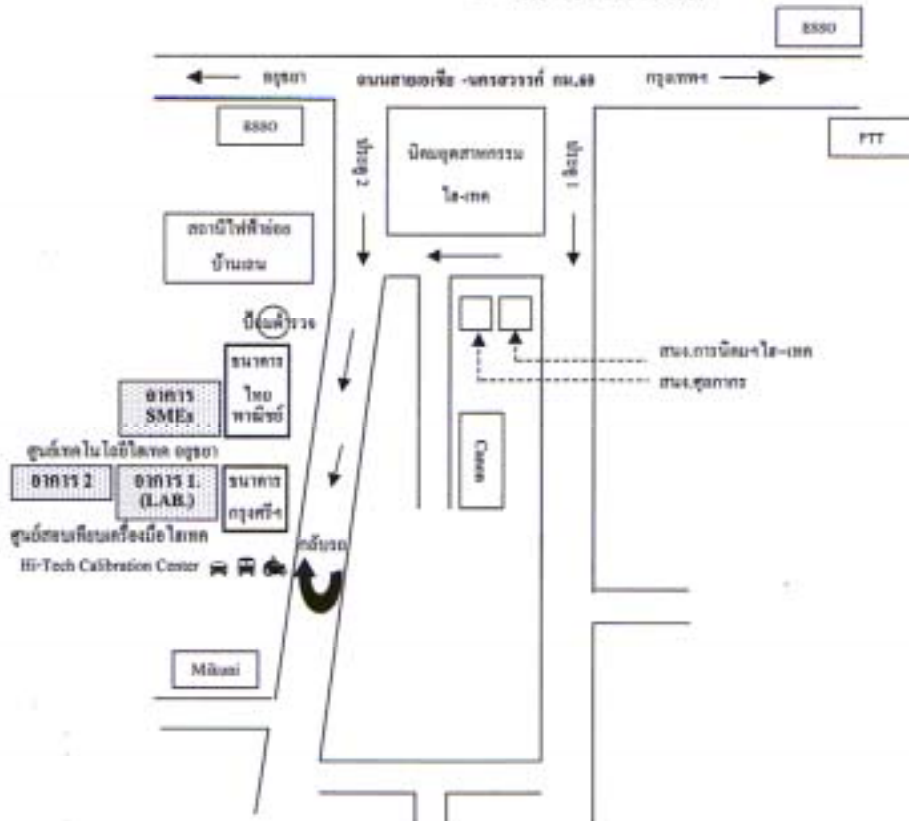 ESSO
อยุธยา
ถนนสายเอเซีย -นครสวรรค์ กม.60
กรุงเทพฯ
ESSO
PTT
ประตู 2
นิคมอุตสาหกรรม
ไฮ-เทค
ประตู 1
สถานีไฟฟ้าย่อย
บ้านเลน
ป้อมตำรวจ
สนง.การนิคมฯไฮ-เทค
สนง.ศุลกากร
ธนาคาร
ไทย
พาณิชย์
อาคาร
SMEs
Canon
ศูนย์เทคโนโลยีไฮเทค อยุธยา
อาคาร 2
อาคาร 1.
(LAB.)
ธนาคาร
กรุงศรีฯ
ศูนย์สอบเทียบเครื่องมือไฮเทค
กลับรถ
Hi-Tech Calibration Center
Mikuni